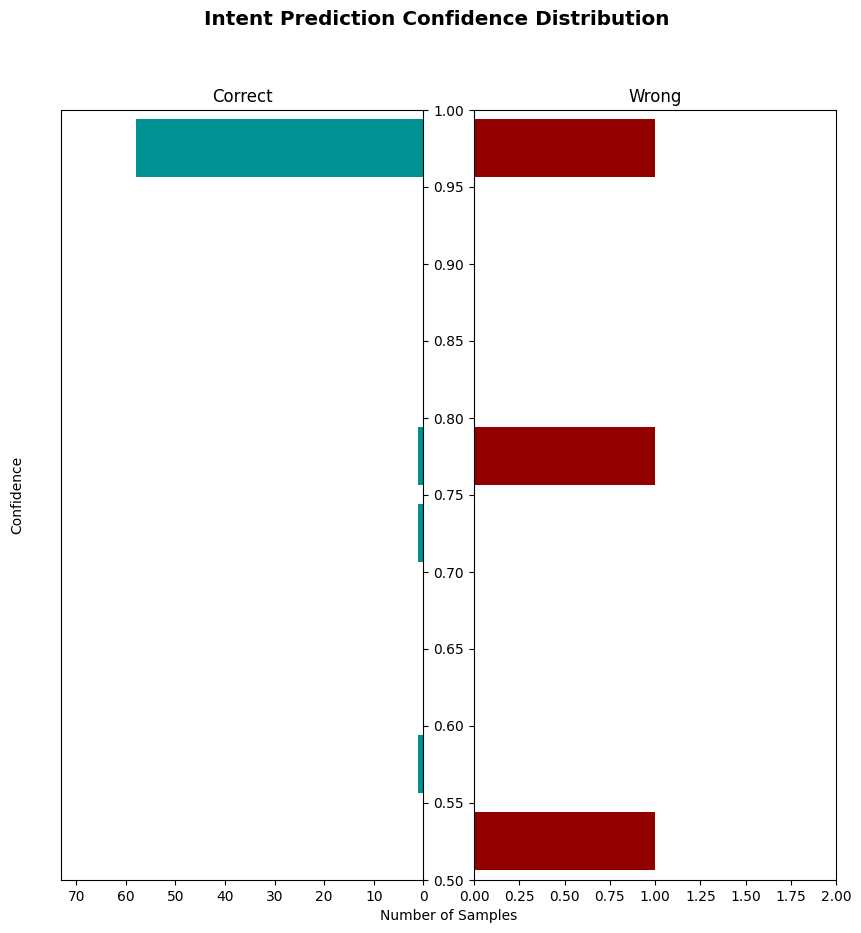 Intent Prediction Confidence Distribution
Correct
Wrong
Confidence
1.00
0.95
0.90
0.85
0.80
0.75
0.70
0.65
0.60
0.55
0.50
70 60 50 40 30 20 10 0
0.00 0.25 0.50 0.75 1.00 1.25 1.50 1.75 2.00
Number of Samples